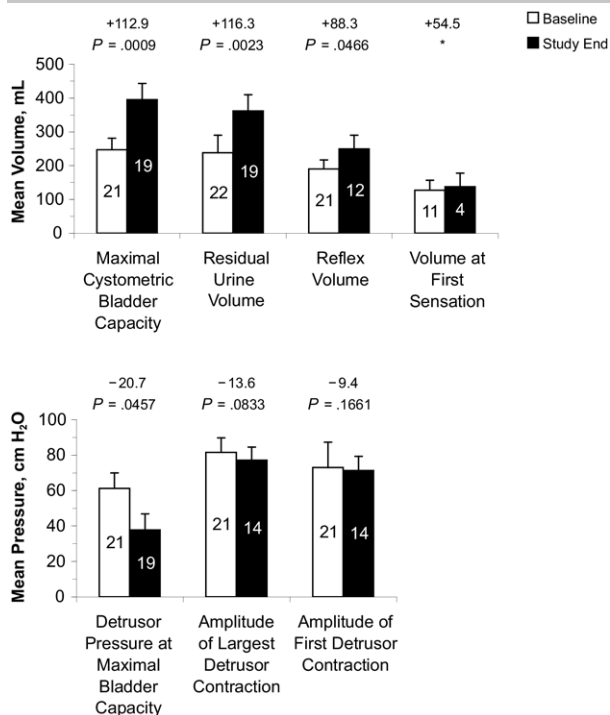 +112.9 +116.3 +88.3 +54.5
P = .0009 P = .0023 P = .0466 *
Baseline
Study End
Mean Volume, mL
500
400
300
200
100
0
21 19 22 19 21 12 11 4
Maximal Cystometric Bladder Capacity
Residual Urine Volume
Reflex Volume
Volume at First Sensation
−20.7 −13.6 −9.4
P = .0457 P = .0833 P = .1661
Mean Pressure, cm H₂O
100
80
60
40
20
0
21 19 21 14 21 14
Detrusor Pressure at Maximal Bladder Capacity
Amplitude of Largest Detrusor Contraction
Amplitude of First Detrusor Contraction